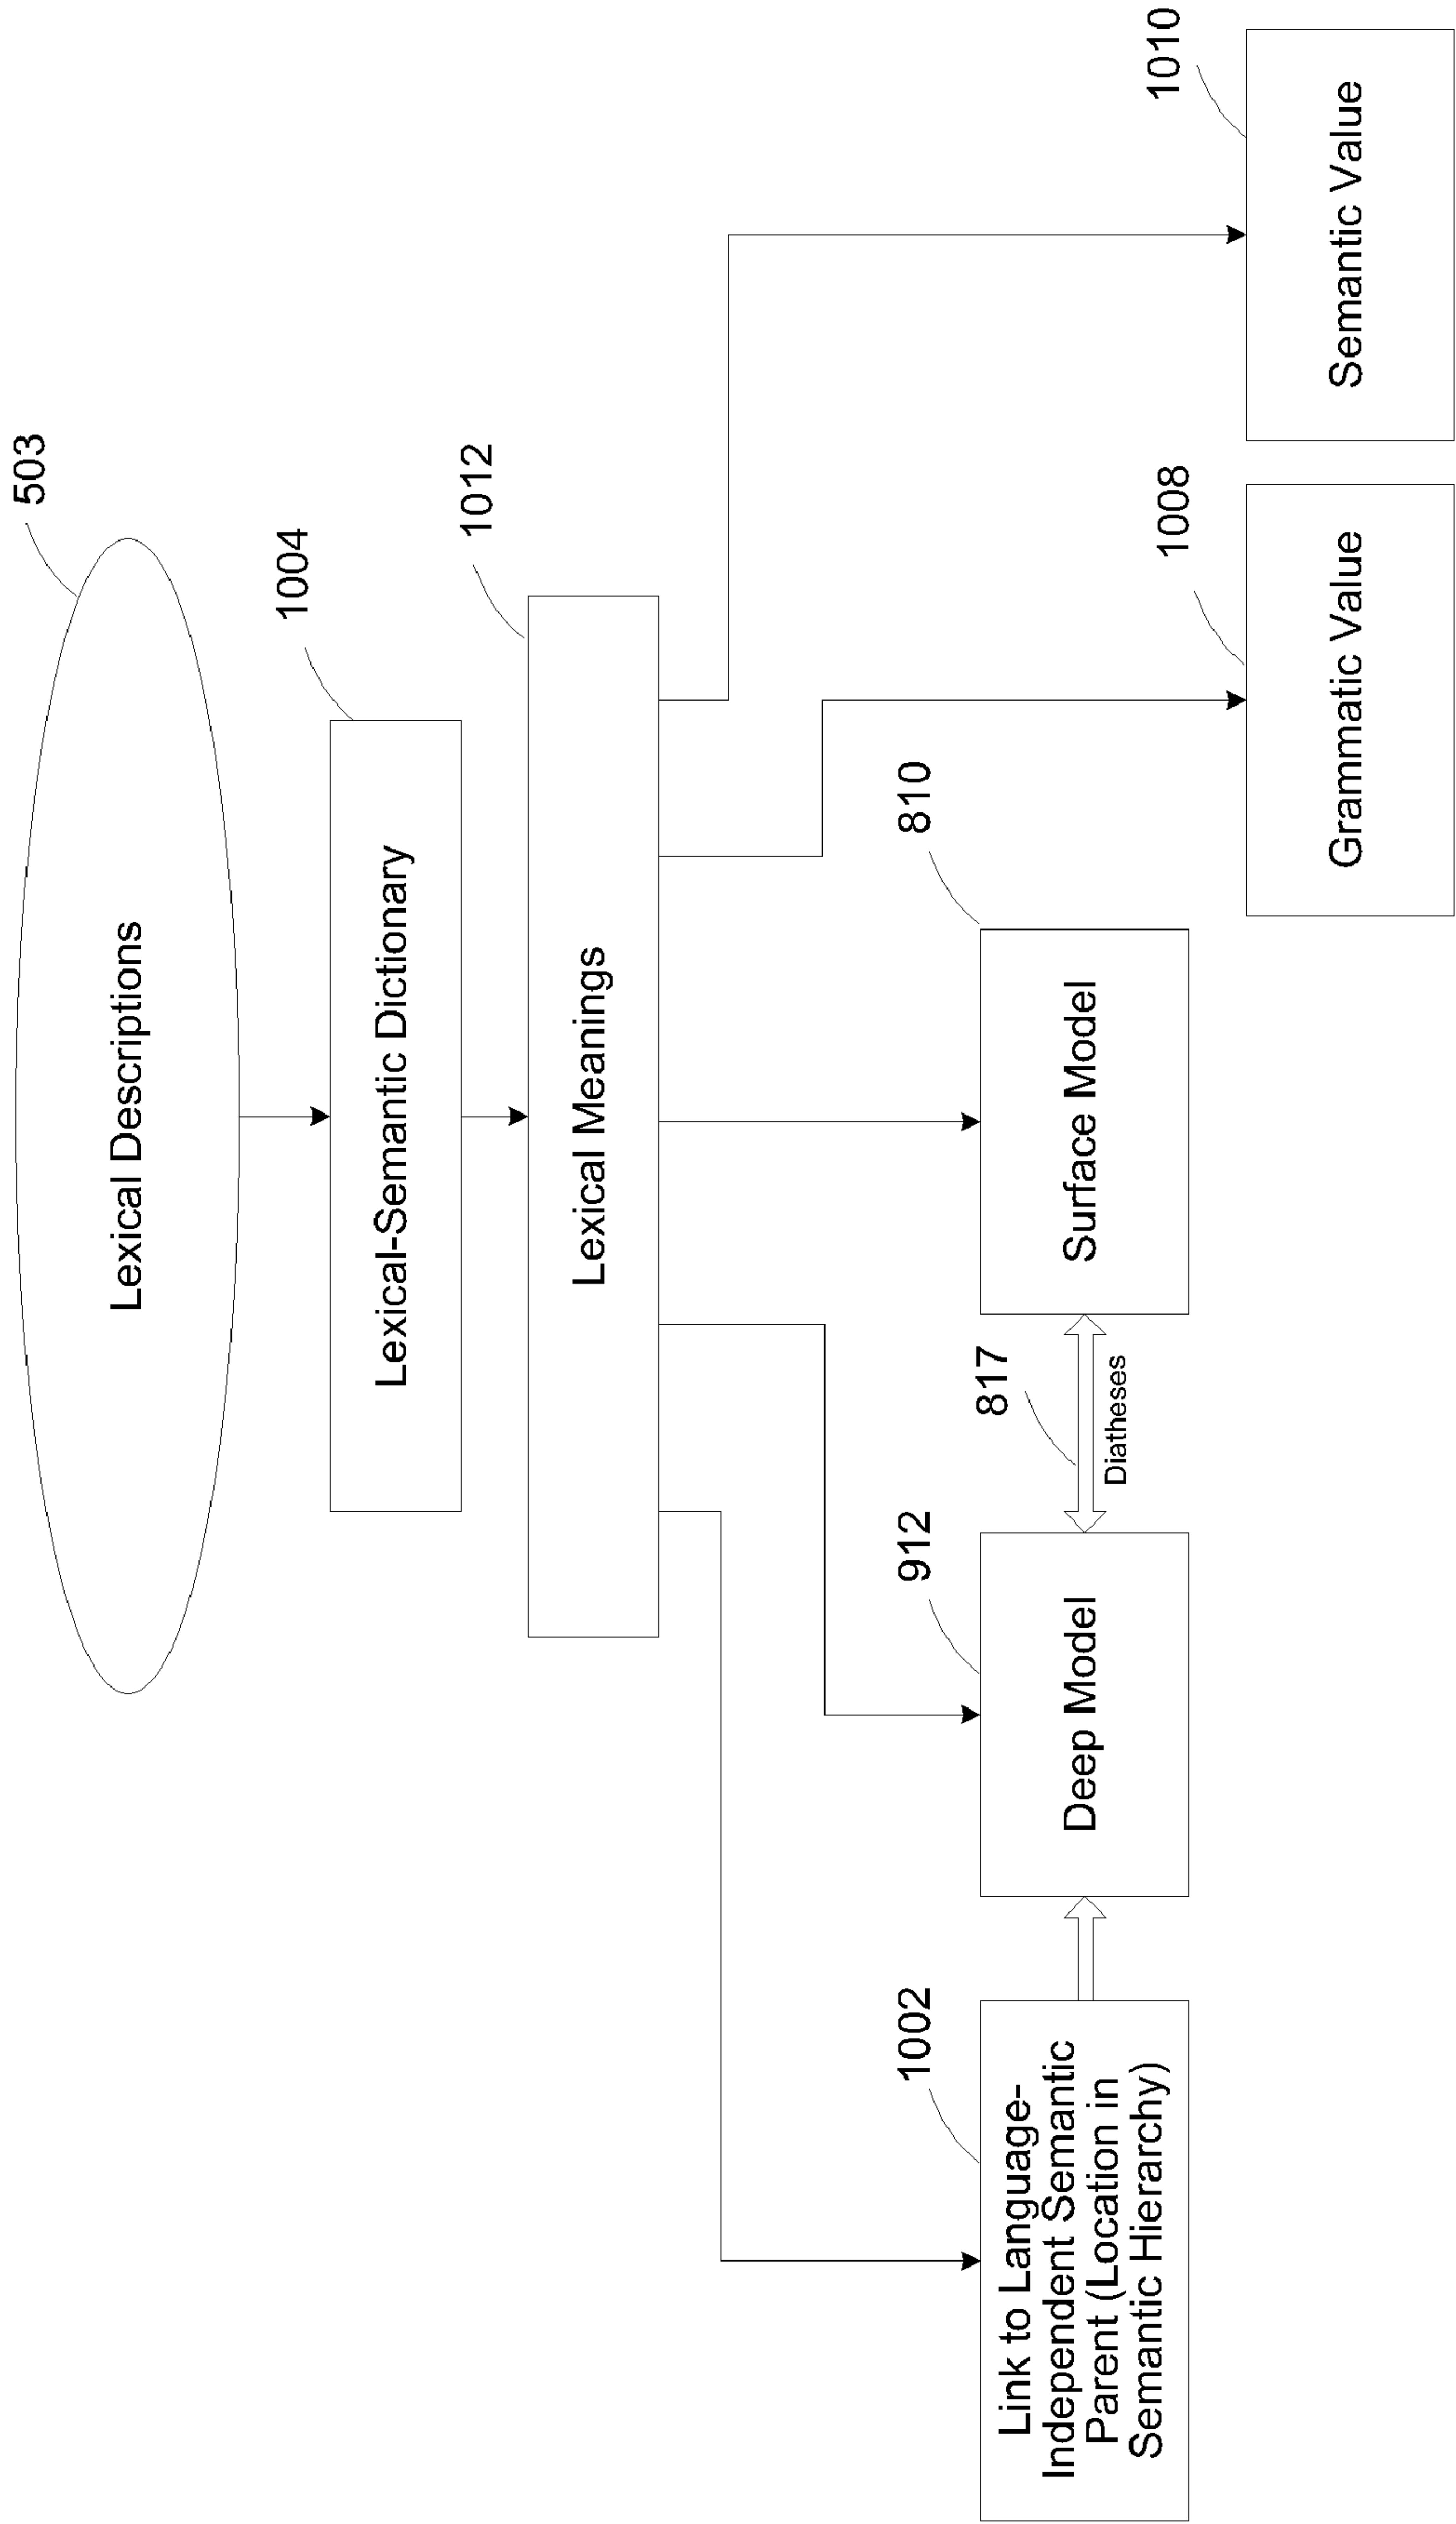 503
Lexical Descriptions
1004
Lexical-Semantic Dictionary
1012
Lexical Meanings
1002
Link to Language-
Independent Semantic
Parent (Location in
Semantic Hierarchy)
912
Deep Model
817
Diatheses
810
Surface Model
1008
Grammatic Value
1010
Semantic Value